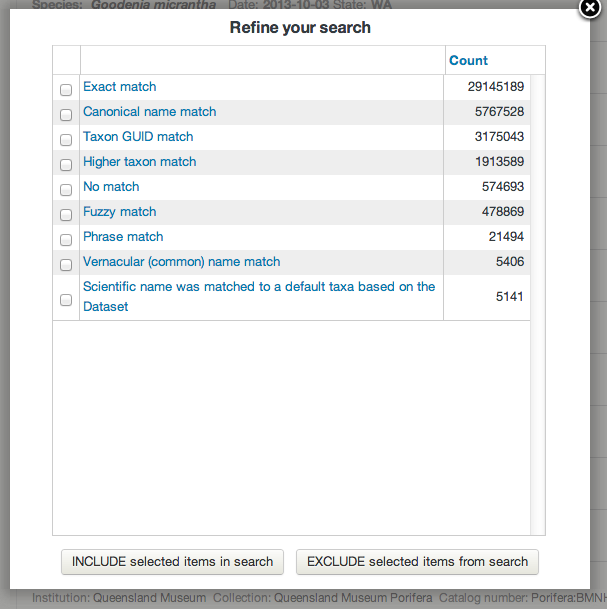 Species: Goodenia micrantha Date: 2013-10-03 State: WA
Refine your search
Count
Exact match 29145189
Canonical name match 5767528
Taxon GUID match 3175043
Higher taxon match 1913589
No match 574693
Fuzzy match 478869
Phrase match 21494
Vernacular (common) name match 5406
Scientific name was matched to a default taxa based on the
Dataset 5141
INCLUDE selected items in search EXCLUDE selected items from search
Institution: Queensland Museum Collection: Queensland Museum Porifera Catalog number: Porifera:BMNH